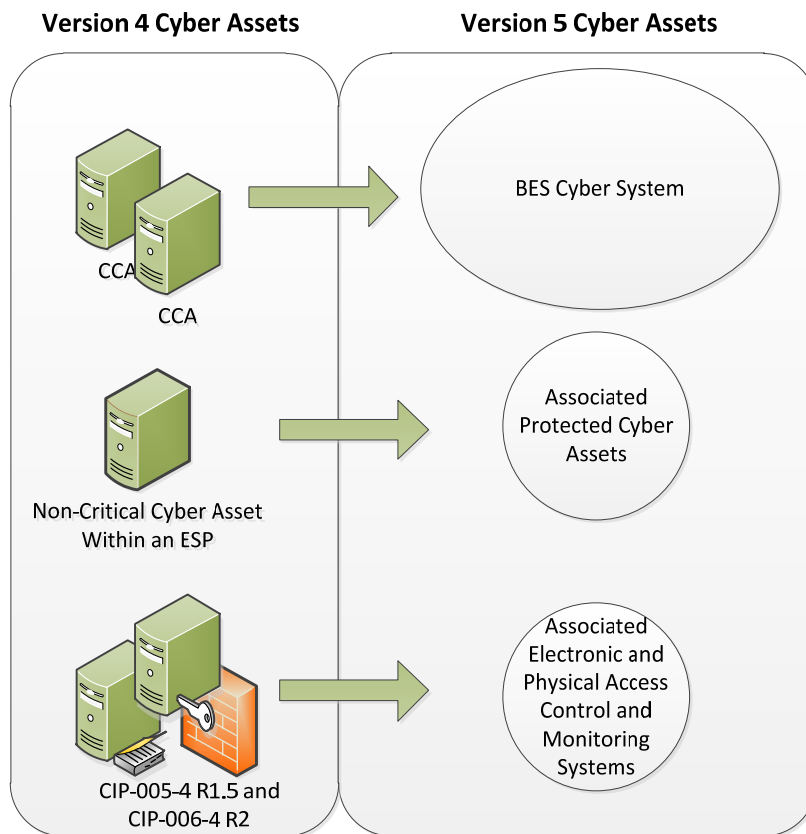 Version 4 Cyber Assets
Version 5 Cyber Assets
CCA
CCA
BES Cyber System
Non-Critical Cyber Asset
Within an ESP
Associated
Protected Cyber
Assets
CIP-005-4 R1.5 and
CIP-006-4 R2
Associated
Electronic and
Physical Access
Control and
Monitoring
Systems